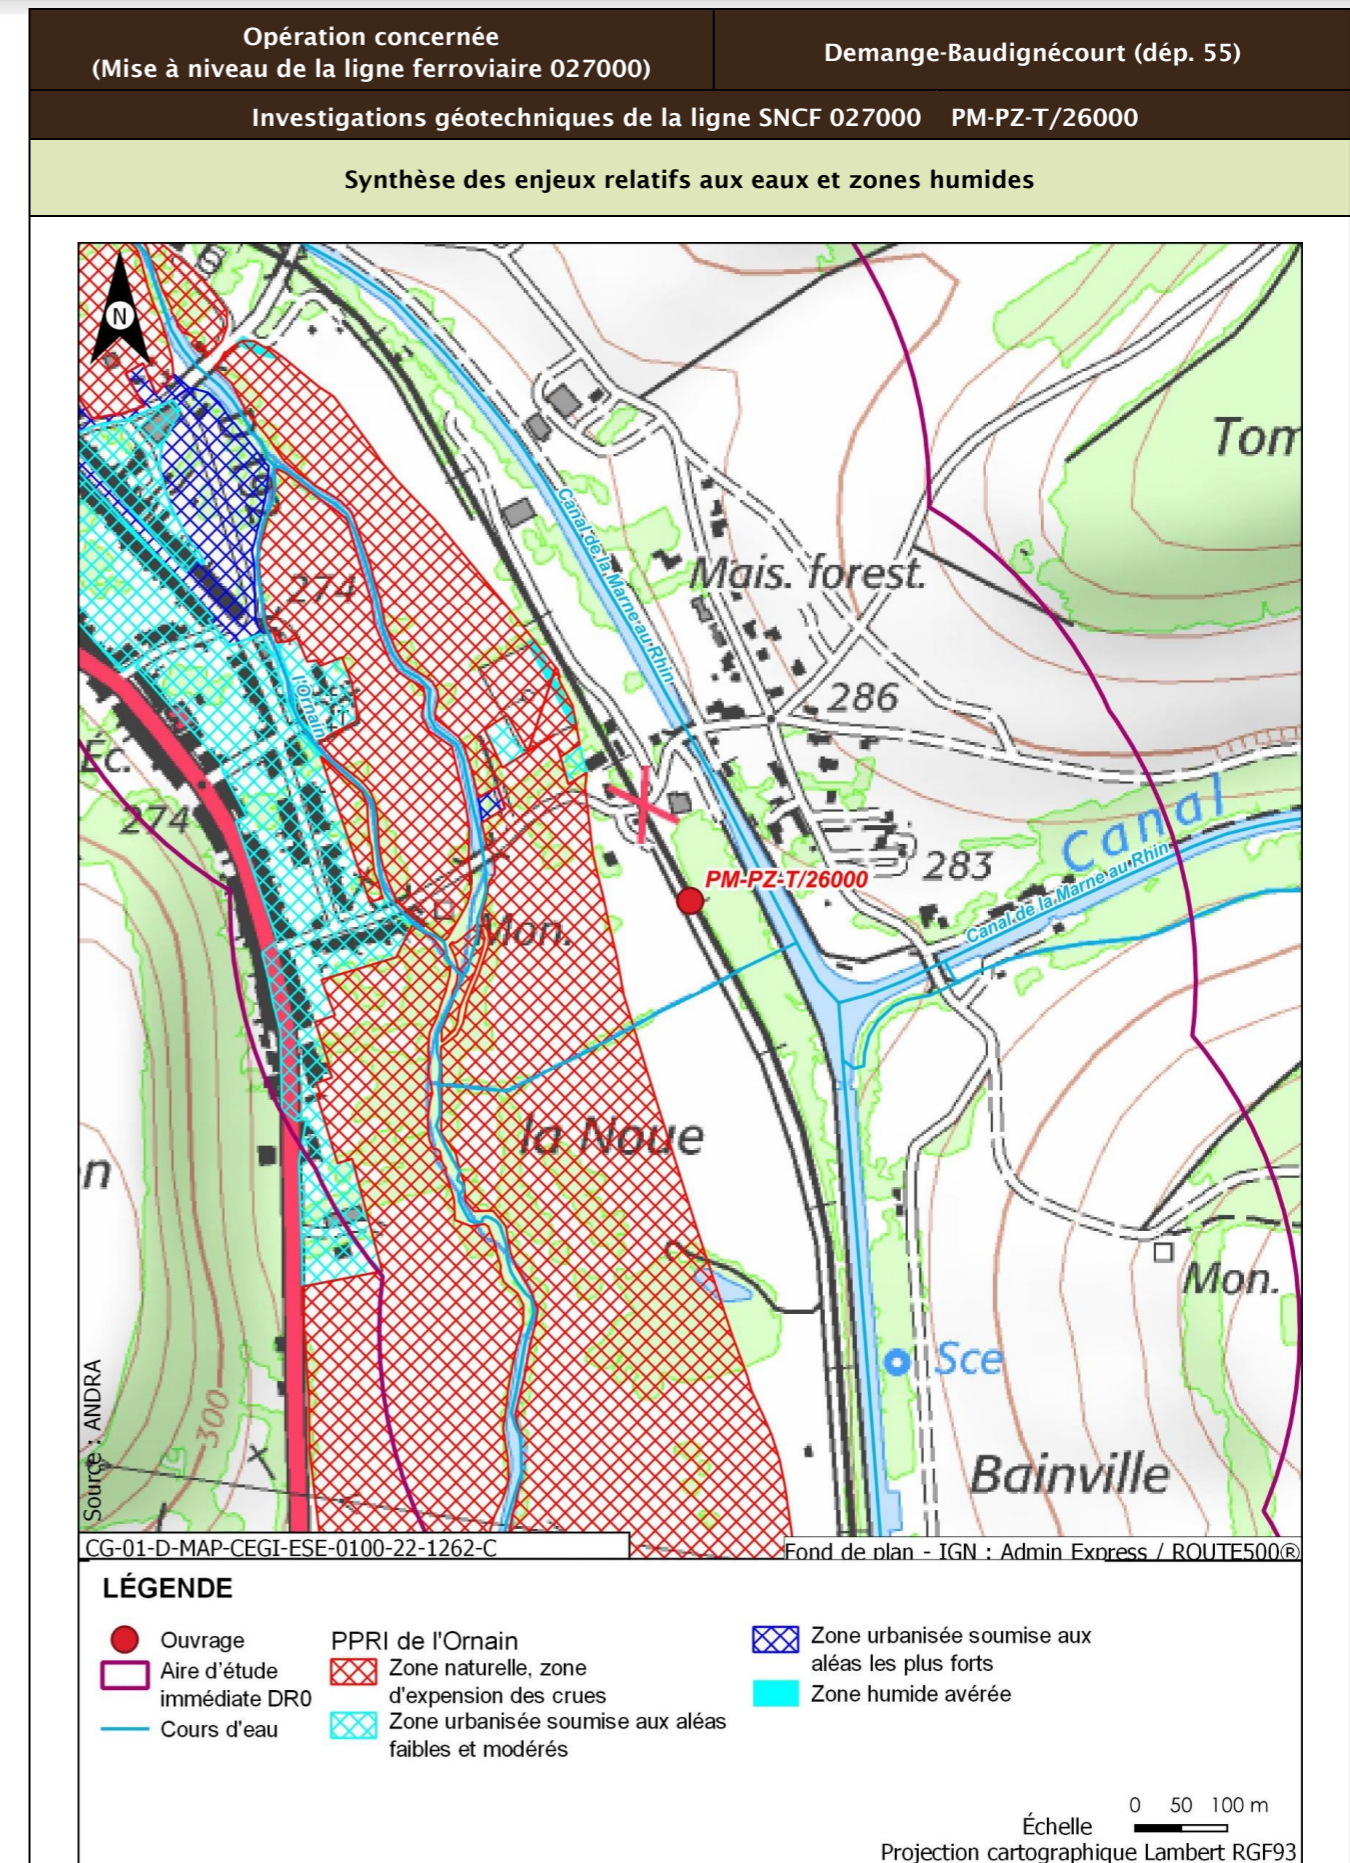 Opération concernée
(Mise à niveau de la ligne ferroviaire 027000)
Demange-Baudignécourt (dép. 55)
Investigations géotechniques de la ligne SNCF 027000 PM-PZ-T/26000
Synthèse des enjeux relatifs aux eaux et zones humides
N
Tom
Canal de la Marne au Rhin
Mais. forest.
274
286
l'Ornain
Éc.
274
Canal
283
PM-PZ-T/26000
Canal de la Marne au Rhin
Mon.
la Noue
n
Mon.
Sce
300
Bainville
Source : ANDRA
CG-01-D-MAP-CEGI-ESE-0100-22-1262-C
Fond de plan - IGN : Admin Express / ROUTE500®
LÉGENDE
Ouvrage
Aire d'étude
immédiate DR0
Cours d'eau
PPRI de l'Ornain
Zone naturelle, zone
d'expension des crues
Zone urbanisée soumise aux aléas
faibles et modérés
Zone urbanisée soumise aux
aléas les plus forts
Zone humide avérée
0 50 100 m
Échelle
Projection cartographique Lambert RGF93